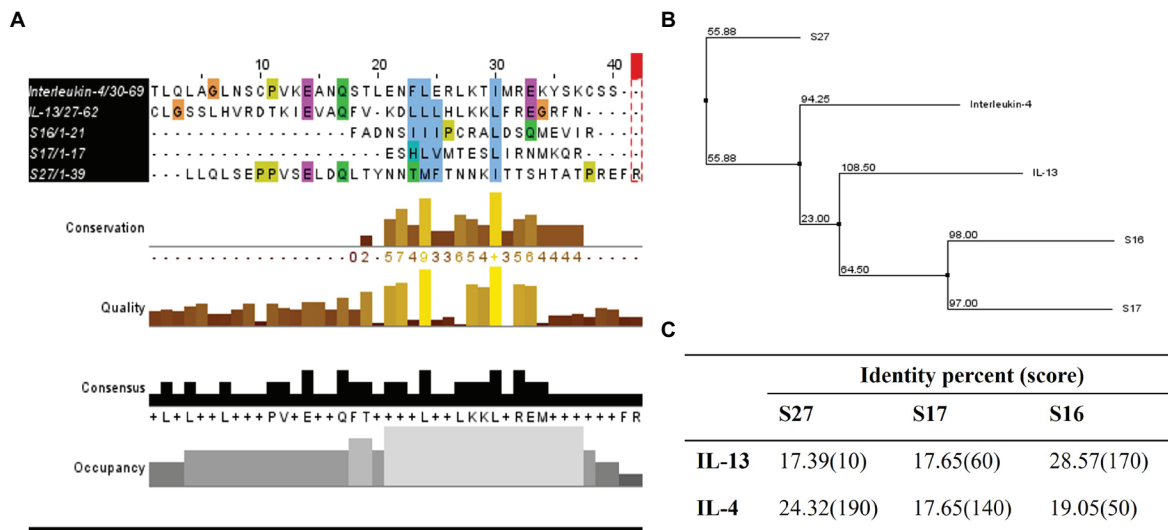 A
10 20 30 40
Interleukin-4/30-69 TLQLAGLNSCPVKEANQSTLENFLERLKTIMREKYSKCSS--
IL-13/27-62 CLGSSLHVRDTKIEVAQFV-KDLLLHLKKLFREGRFN-----
S16/1-21 -----------------FADNSIIIPCRALDSQMEVIR----
S17/1-17 --------------------ESHLVMTESLIRNMKQR-----
S27/1-39 ---LLQLSEPPVSELDQLTYNNTMFTNNKITTSHTATPREFR
Conservation
-----------------02-574933654+3564444-----
Quality
Consensus
+L+L++L+++PV+E++QFT++++L++LKKL+REM++++++FR
Occupancy
B
55.88 S27
94.25 Interleukin-4
55.88
108.50 IL-13
23.00
98.00 S16
64.50
97.00 S17
C
Identity percent (score)
S27 S17 S16
IL-13 17.39(10) 17.65(60) 28.57(170)
IL-4 24.32(190) 17.65(140) 19.05(50)